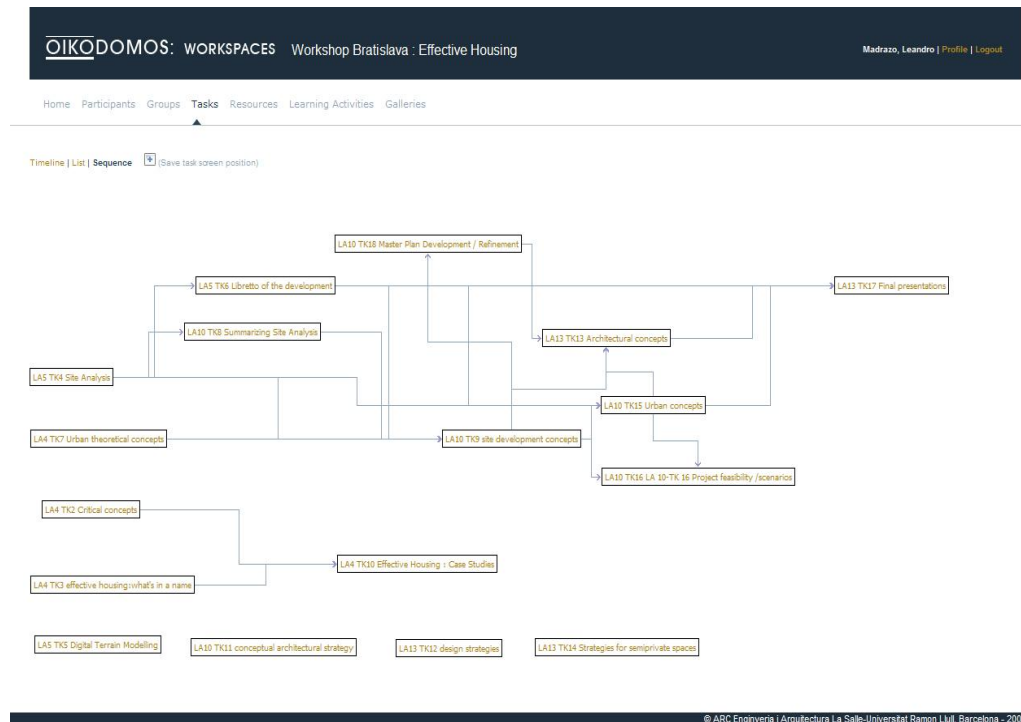 OIKODOMOS: WORKSPACES Workshop Bratislava : Effective Housing
Madrazo, Leandro | Profile | Logout
Home Participants Groups Tasks Resources Learning Activities Galleries
Timeline | List | Sequence (Save task screen position)
LA10 TK18 Master Plan Development / Refinement
LA5 TK6 Libretto of the development
LA13 TK17 Final presentations
LA10 TK8 Summarizing Site Analysis
LA13 TK13 Architectural concepts
LA5 TK4 Site Analysis
LA10 TK15 Urban concepts
LA4 TK7 Urban theoretical concepts
LA10 TK9 site development concepts
LA10 TK16 LA 10-TK 16 Project feasibility /scenarios
LA4 TK2 Critical concepts
LA4 TK10 Effective Housing : Case Studies
LA4 TK3 effective housing:what's in a name
LA5 TK5 Digital Terrain Modelling
LA10 TK11 conceptual architectural strategy
LA13 TK12 design strategies
LA13 TK14 Strategies for semiprivate spaces
© ARC Enginyeria i Arquitectura La Salle-Universitat Ramon Llull, Barcelona - 200